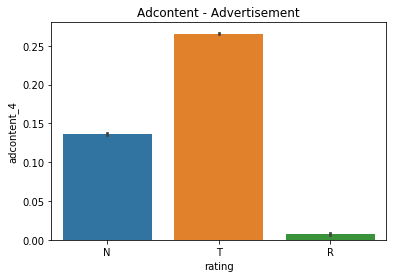 Adcontent - Advertisement
0.25
0.20
0.15
0.10
0.05
0.00
adcontent_4
N T R
rating